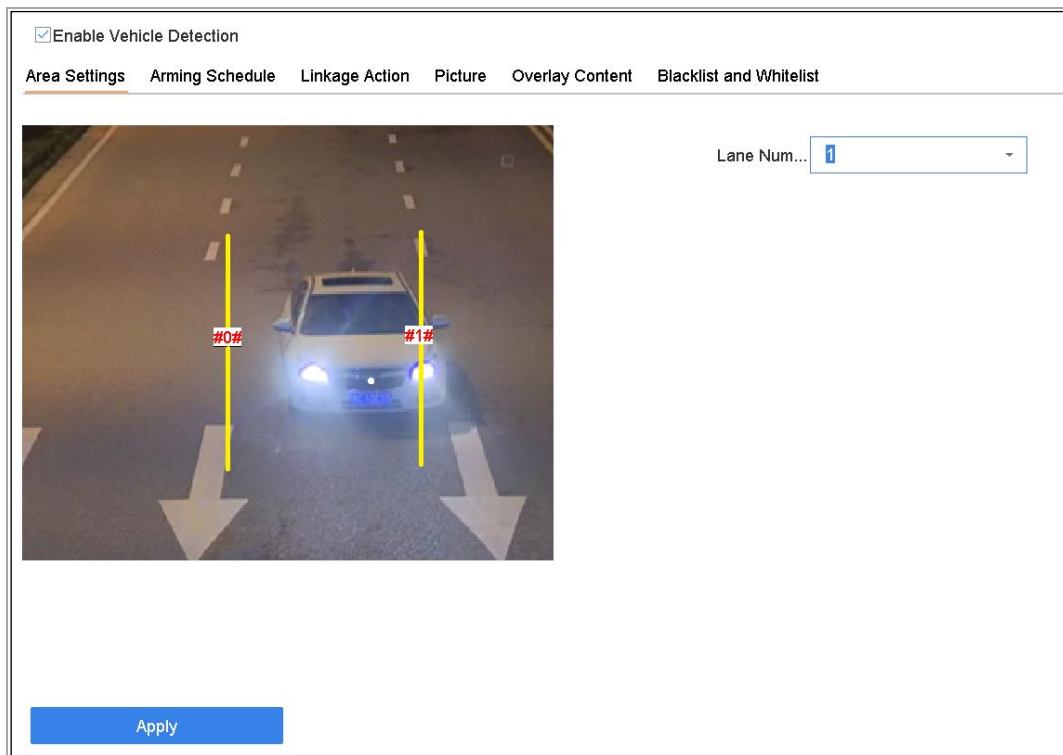 Enable Vehicle Detection
Area Settings Arming Schedule Linkage Action Picture Overlay Content Blacklist and Whitelist
Lane Num... 1
#0# #1#
Apply